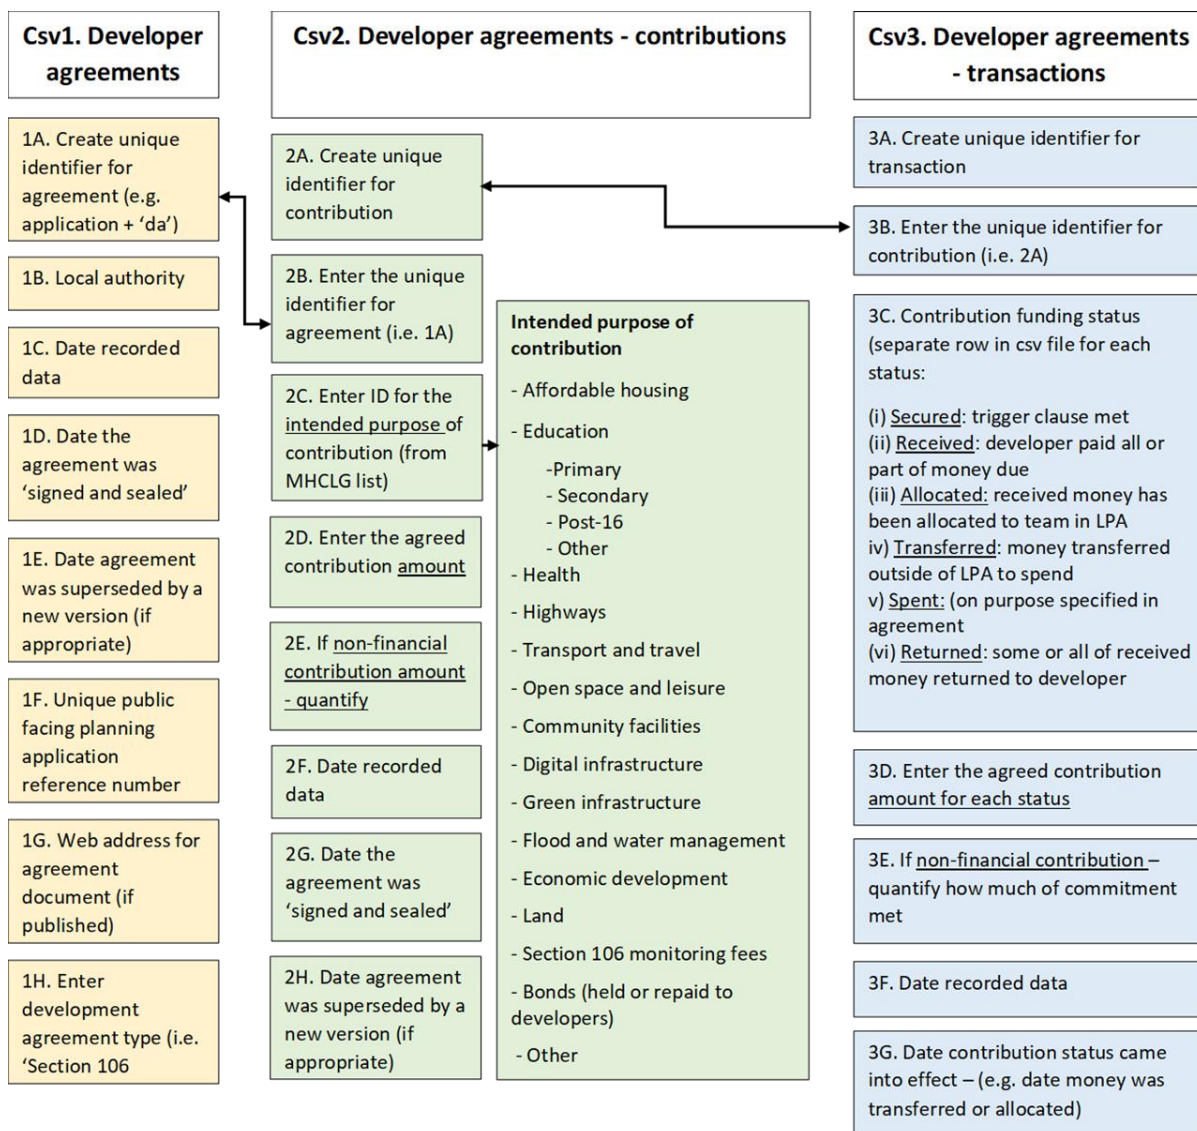 Csv1. Developer
agreements
1A. Create unique
identifier for
agreement (e.g.
application + ‘da’)
1B. Local authority
1C. Date recorded
data
1D. Date the
agreement was
‘signed and sealed’
1E. Date agreement
was superseded by a
new version (if
appropriate)
1F. Unique public
facing planning
application
reference number
1G. Web address for
agreement
document (if
published)
1H. Enter
development
agreement type (i.e.
‘Section 106
Csv2. Developer agreements - contributions
2A. Create unique
identifier for
contribution
2B. Enter the unique
identifier for
agreement (i.e. 1A)
2C. Enter ID for the
intended purpose of
contribution (from
MHCLG list)
2D. Enter the agreed
contribution amount
2E. If non-financial
contribution amount
- quantify
2F. Date recorded
data
2G. Date the
agreement was
‘signed and sealed’
2H. Date agreement
was superseded by a
new version (if
appropriate)
Intended purpose of
contribution
- Affordable housing
- Education
-Primary
- Secondary
- Post-16
- Other
- Health
- Highways
- Transport and travel
- Open space and leisure
- Community facilities
- Digital infrastructure
- Green infrastructure
- Flood and water management
- Economic development
- Land
- Section 106 monitoring fees
- Bonds (held or repaid to
developers)
- Other
Csv3. Developer agreements
- transactions
3A. Create unique identifier for
transaction
3B. Enter the unique identifier for
contribution (i.e. 2A)
3C. Contribution funding status
(separate row in csv file for each
status:
(i) Secured: trigger clause met
(ii) Received: developer paid all or
part of money due
(iii) Allocated: received money has
been allocated to team in LPA
iv) Transferred: money transferred
outside of LPA to spend
v) Spent: (on purpose specified in
agreement
(vi) Returned: some or all of received
money returned to developer
3D. Enter the agreed contribution
amount for each status
3E. If non-financial contribution –
quantify how much of commitment
met
3F. Date recorded data
3G. Date contribution status came
into effect – (e.g. date money was
transferred or allocated)